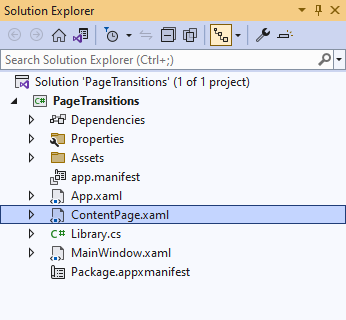 Solution Explorer
Search Solution Explorer (Ctrl+;)
Solution 'PageTransitions' (1 of 1 project)
C# PageTransitions
Dependencies
Properties
Assets
app.manifest
App.xaml
ContentPage.xaml
C# Library.cs
MainWindow.xaml
Package.appxmanifest